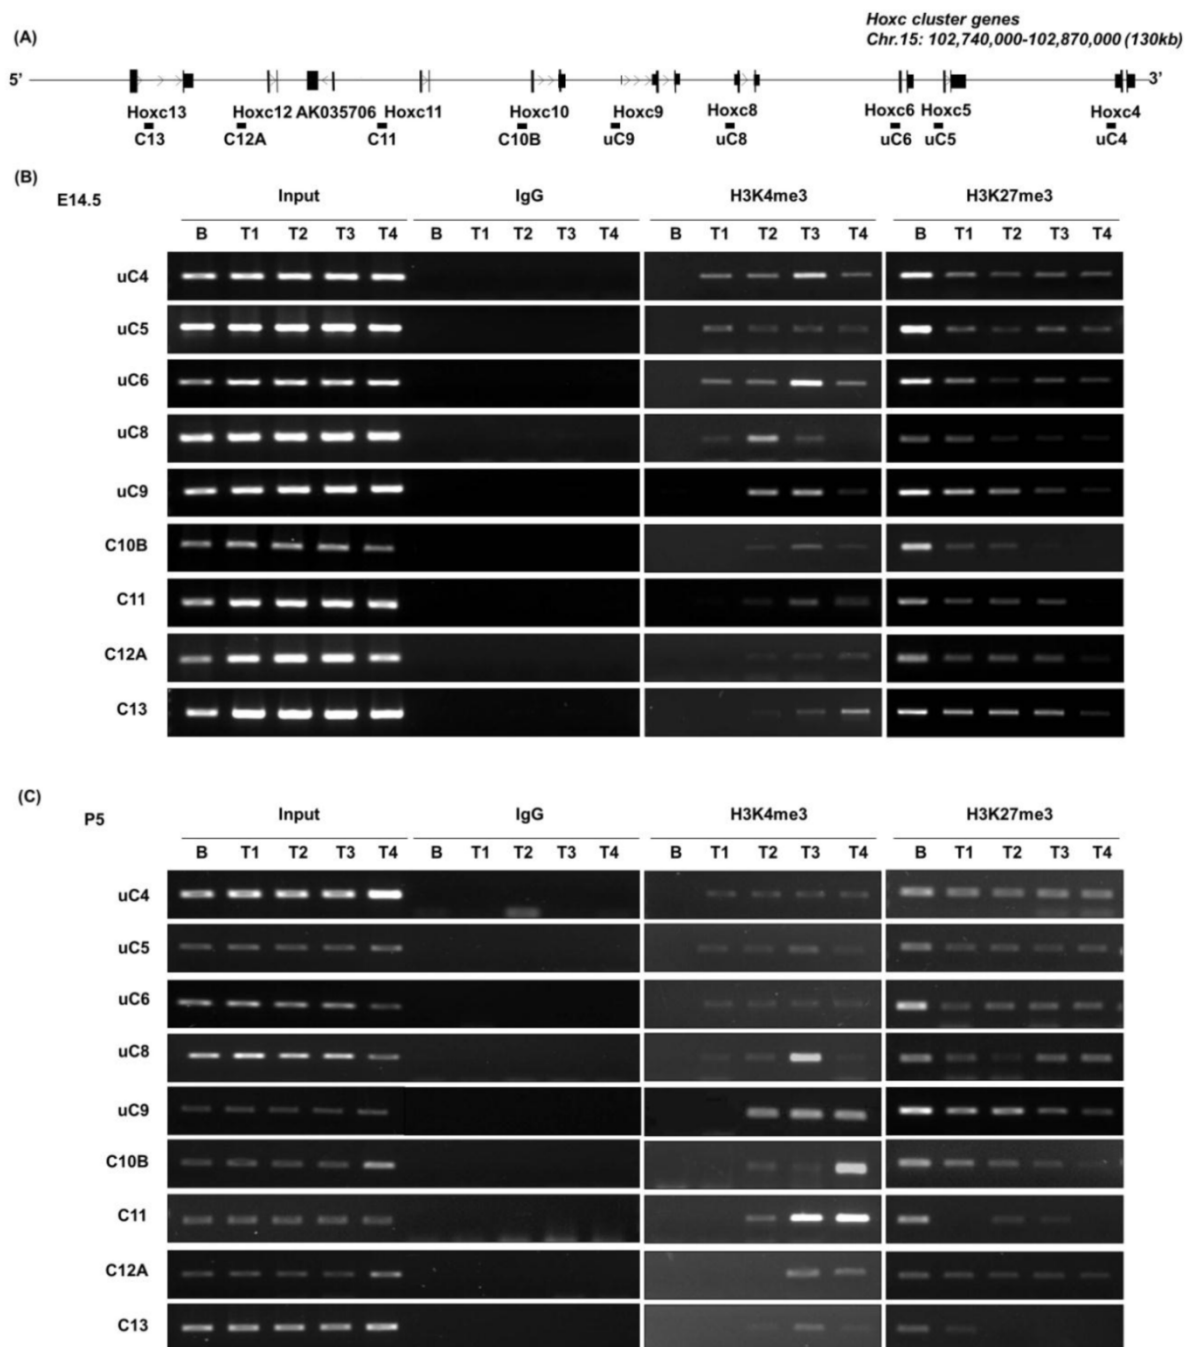 Hoxc cluster genes
(A) Chr.15: 102,740,000-102,870,000 (130kb)
5' 3'
Hoxc13 Hoxc12 AK035706 Hoxc11 Hoxc10 Hoxc9 Hoxc8 Hoxc6 Hoxc5 Hoxc4
C13 C12A C11 C10B uC9 uC8 uC6 uC5 uC4
(B)
E14.5 Input IgG H3K4me3 H3K27me3
B T1 T2 T3 T4 B T1 T2 T3 T4 B T1 T2 T3 T4 B T1 T2 T3 T4
uC4
uC5
uC6
uC8
uC9
C10B
C11
C12A
C13
(C)
P5 Input IgG H3K4me3 H3K27me3
B T1 T2 T3 T4 B T1 T2 T3 T4 B T1 T2 T3 T4 B T1 T2 T3 T4
uC4
uC5
uC6
uC8
uC9
C10B
C11
C12A
C13